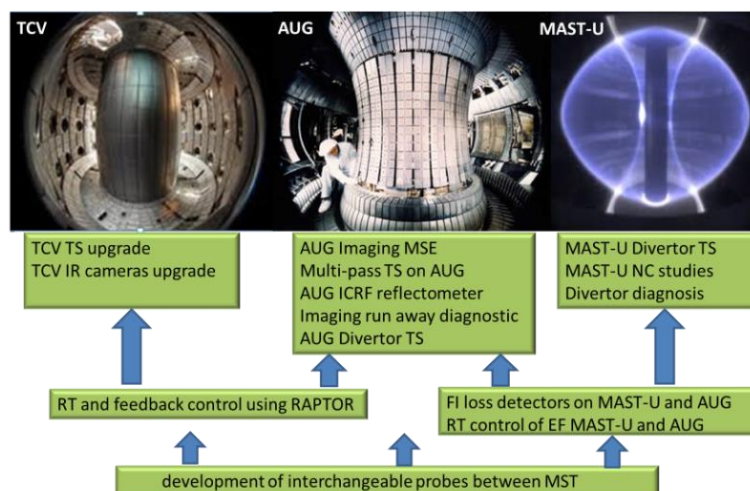 TCV
AUG
MAST-U
TCV TS upgrade
TCV IR cameras upgrade
AUG Imaging MSE
Multi-pass TS on AUG
AUG ICRF reflectometer
Imaging run away diagnostic
AUG Divertor TS
MAST-U Divertor TS
MAST-U NC studies
Divertor diagnosis
RT and feedback control using RAPTOR
FI loss detectors on MAST-U and AUG
RT control of EF MAST-U and AUG
development of interchangeable probes between MST